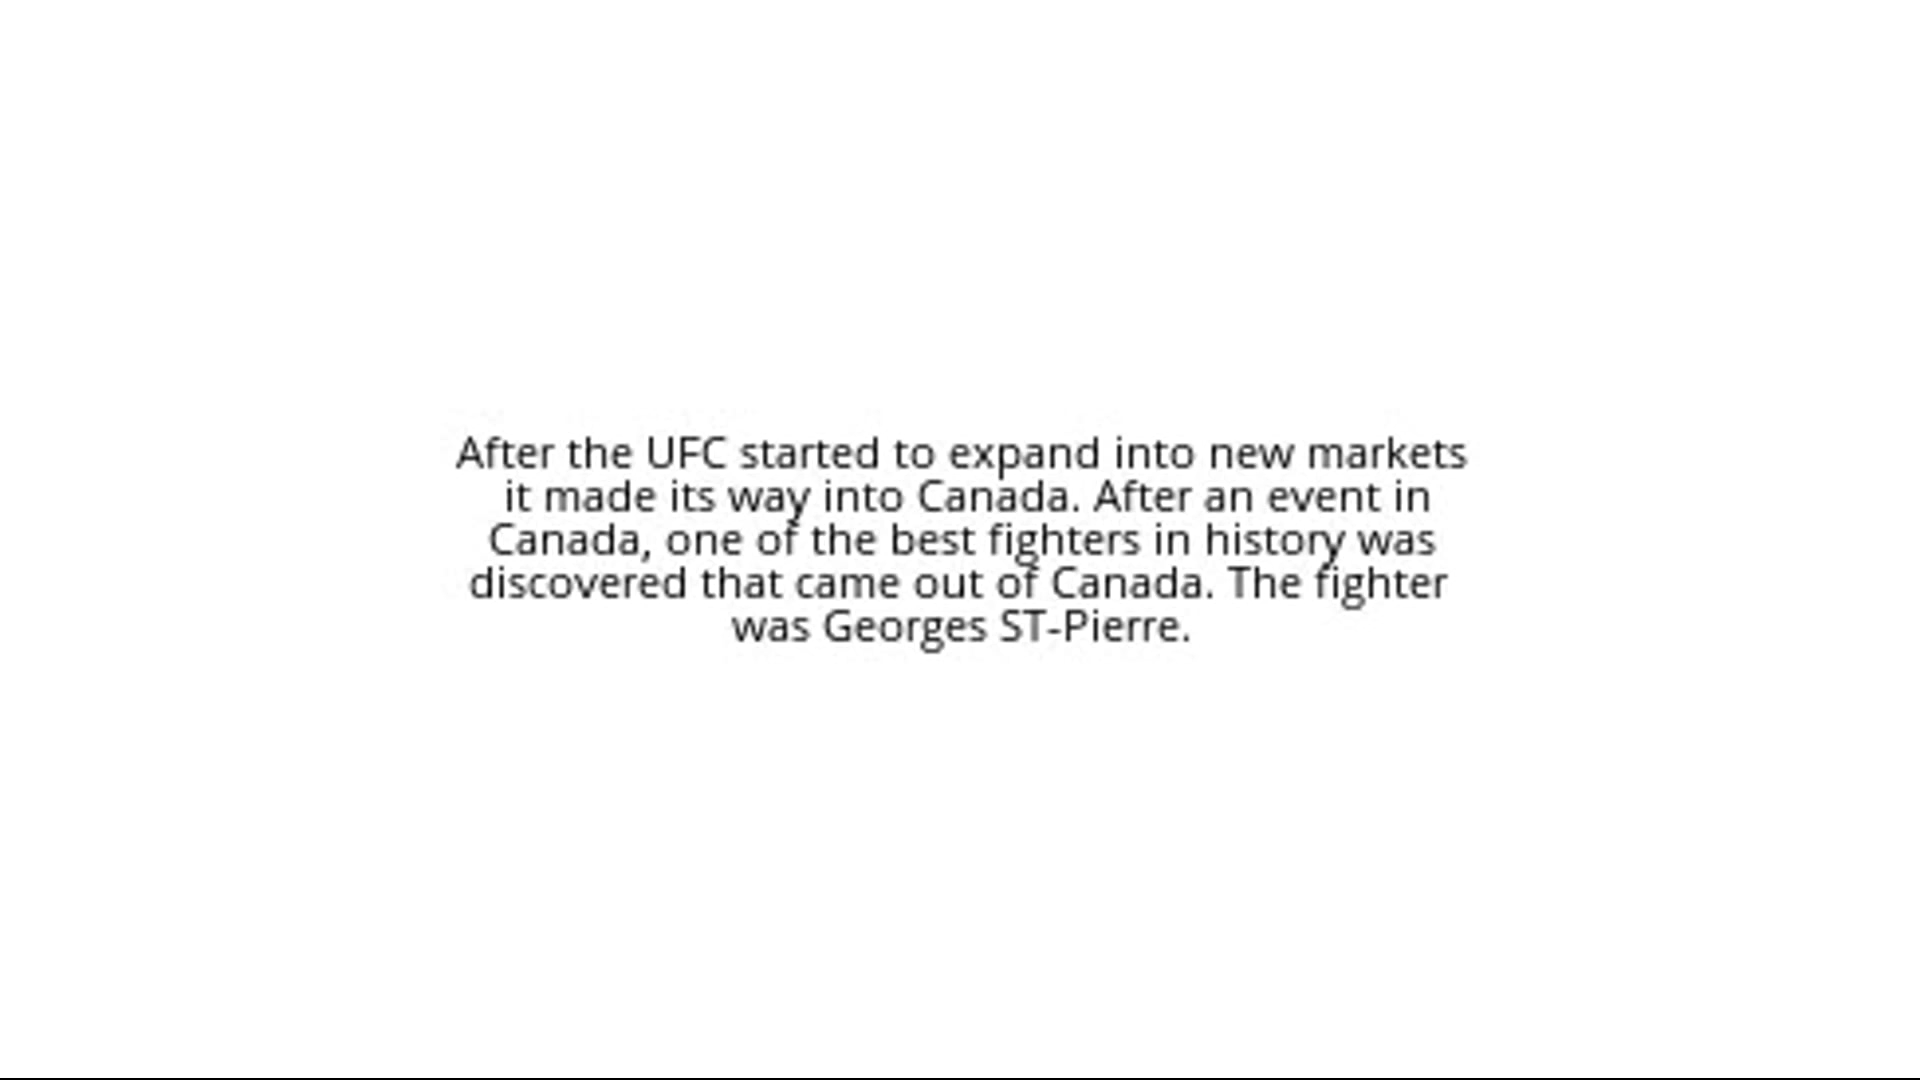 After the UFC started to expand into new markets
it made its way into Canada. After an event in
Canada, one of the best fighters in history was
discovered that came out of Canada. The fighter
was Georges ST-Pierre.